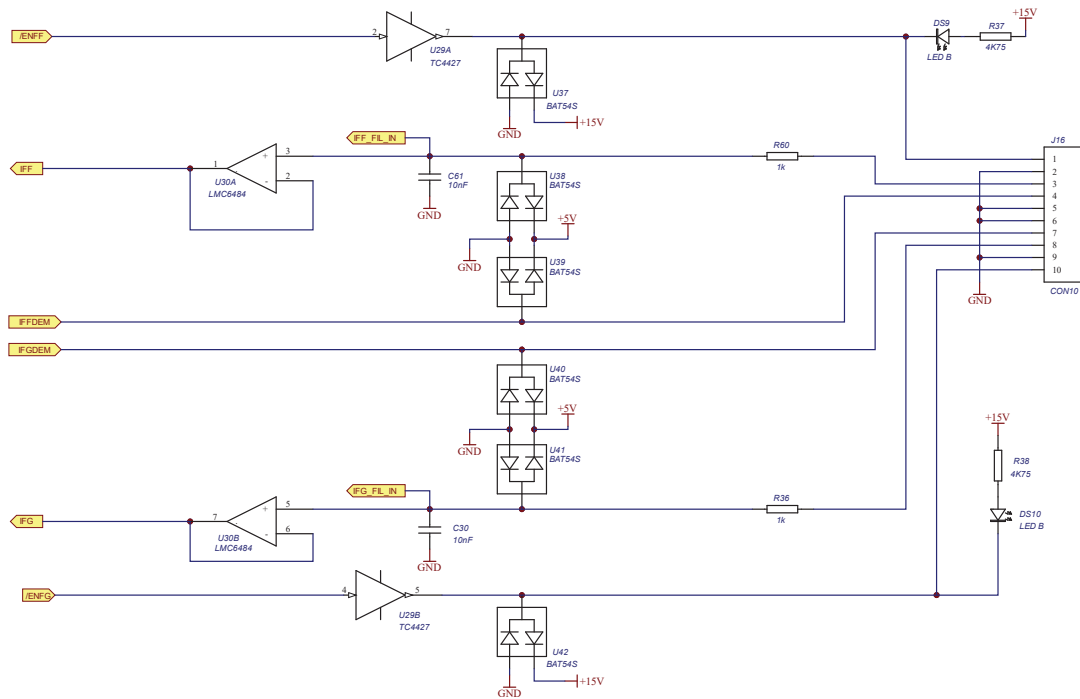 /ENFF
2
7
U29A
TC4427
DS9
LED B
R37
4K75
+15V
U37
BAT54S
GND
+15V
IFF_FIL_IN
J16
IFF
1
3
2
+
-
U30A
LMC6484
C61
10nF
GND
U38
BAT54S
+5V
GND
U39
BAT54S
R60
1k
1
2
3
4
5
6
7
8
9
10
CON10
GND
IFFDEM
IFGDEM
U40
BAT54S
+5V
GND
U41
BAT54S
+15V
R38
4K75
DS10
LED B
IFG_FIL_IN
IFG
7
5
6
+
-
U30B
LMC6484
C30
10nF
GND
R36
1k
/ENFG
4
5
U29B
TC4427
U42
BAT54S
GND
+15V